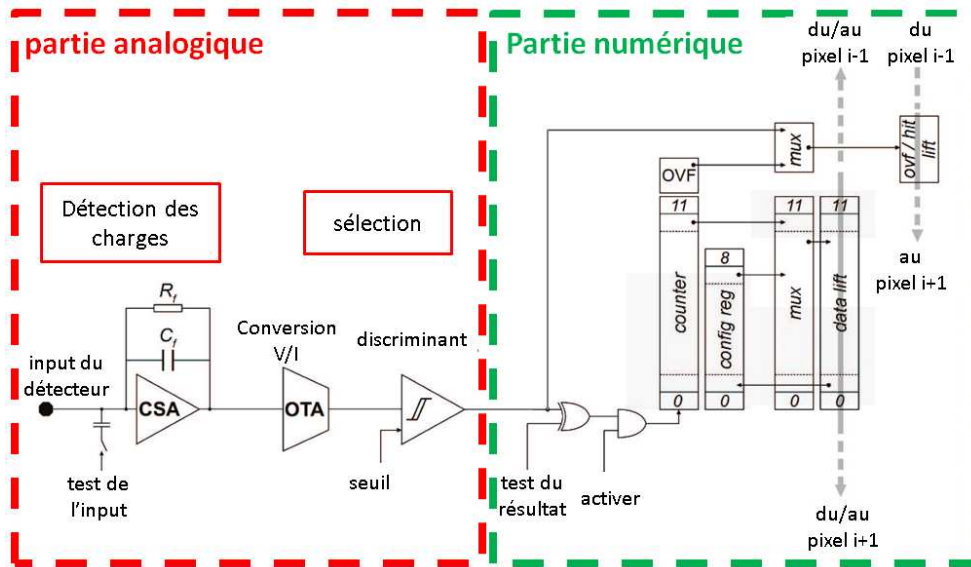 partie analogique
Partie numérique
du/au
pixel i-1
du
pixel i-1
mux
ovf / hit
lift
OVF
Détection des
charges
sélection
11
11
11
8
counter
config reg
mux
data lift
0
0
0
0
au
pixel i+1
Rf
Cf
Conversion
V/I
discriminant
input du
détecteur
CSA
OTA
test de
l'input
seuil
test du
résultat
activer
du/au
pixel i+1